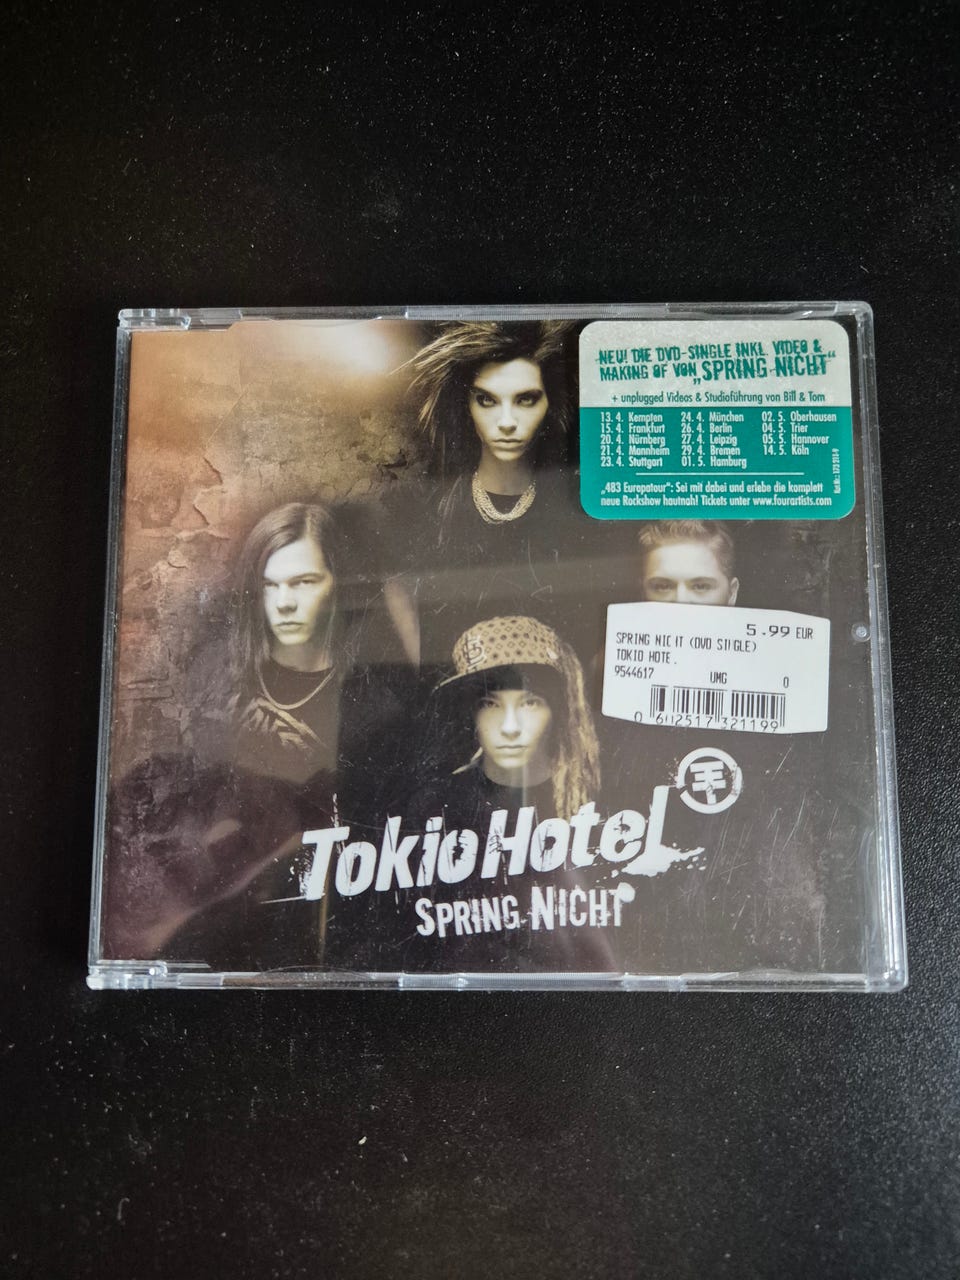 NEU! DIE DVD-SINGLE INKL. VIDEO &
MAKING OF VON „SPRING NICHT“
+ unplugged Videos & Studioführung von Bill & Tom
13. 4. Kempten 24. 4. München 02. 5. Oberhausen
15. 4. Frankfurt 26. 4. Berlin 04. 5. Trier
20. 4. Nürnberg 27. 4. Leipzig 05. 5. Hannover
21. 4. Mannheim 29. 4. Bremen 14. 5. Köln
23. 4. Stuttgart 01. 5. Hamburg
„483 Europatour“: Sei mit dabei und erlebe die komplett
neue Rockshow hautnah! Tickets unter www.fourartists.com
5.99 EUR
SPRING NICHT (DVD SINGLE)
TOKIO HOTE.
9544617 UMG 0
0 602517 321199
Tokio Hotel
SPRING NICHT